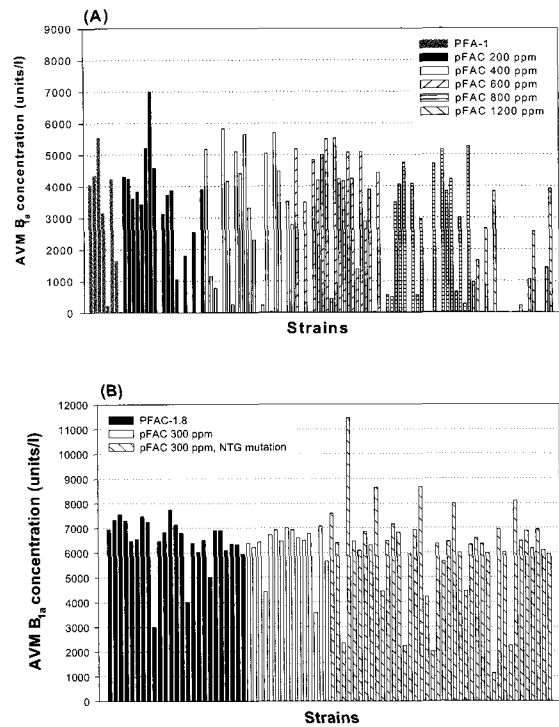 (A)
AVM B1a concentration (units/l)
9000
8000
7000
6000
5000
4000
3000
2000
1000
0
PFA-1
pFAC 200 ppm
pFAC 400 ppm
pFAC 600 ppm
pFAC 800 ppm
pFAC 1200 ppm
Strains
(B)
AVM B1a concentration (units/l)
12000
11000
10000
9000
8000
7000
6000
5000
4000
3000
2000
1000
0
PFAC-1.8
pFAC 300 ppm
pFAC 300 ppm, NTG mutation
Strains